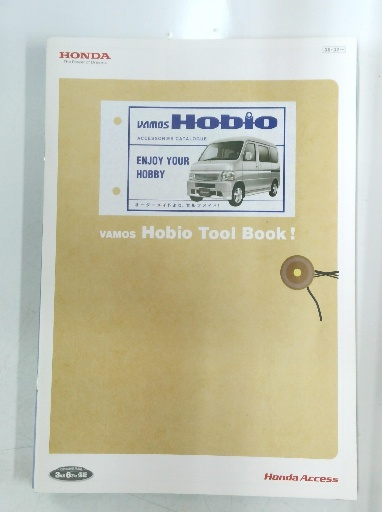 HONDA
The Power of Dreams
VAMOS Hobio
ACCESSORIES CATALOGUE
ENJOY YOUR
HOBBY
VAMOS Hobio Tool Book!
Honda Access